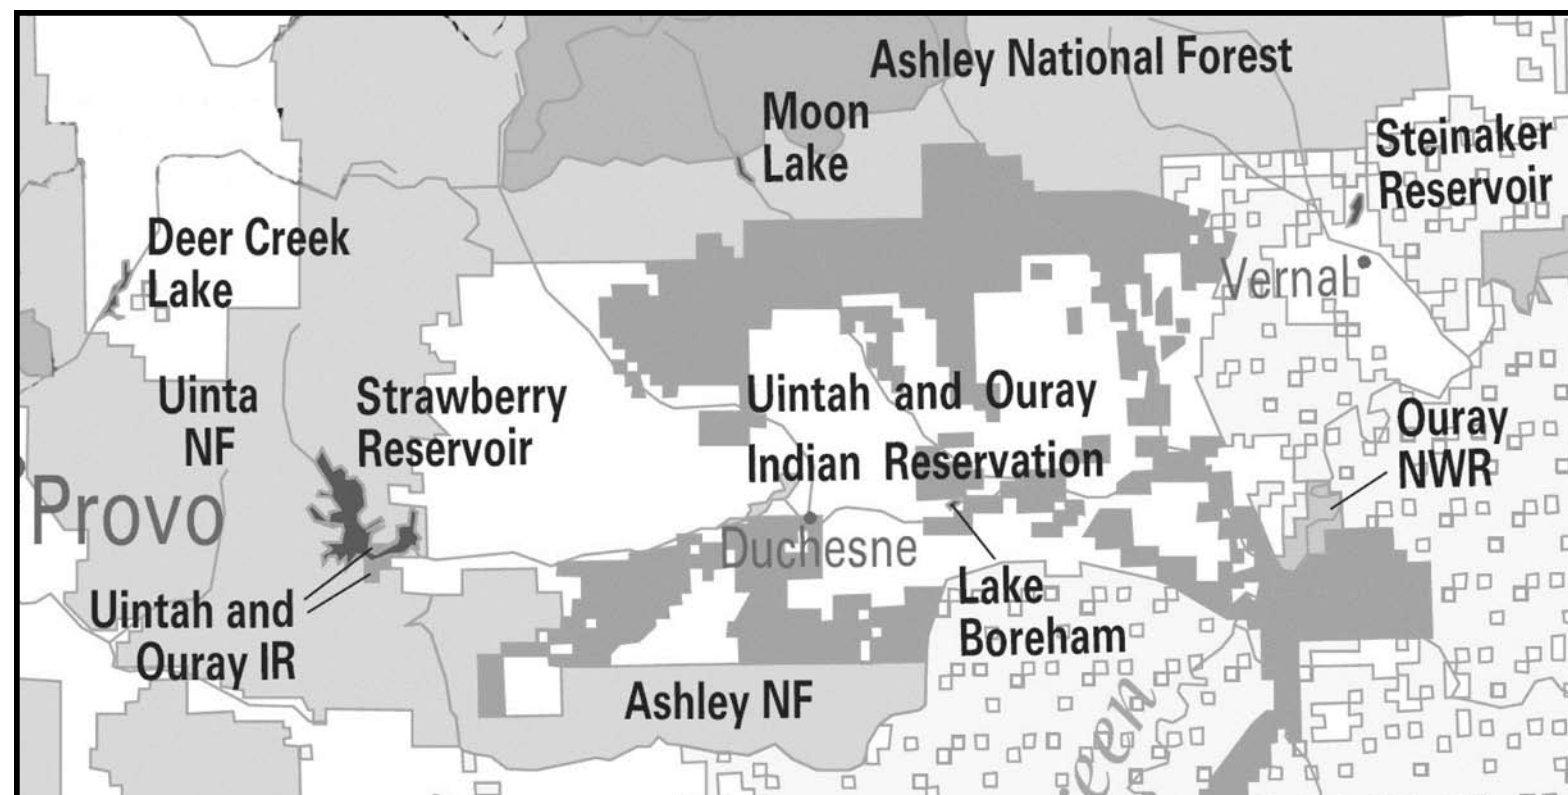 Ashley National Forest
Moon
Lake
Steinaker
Reservoir
Deer Creek
Lake
Vernal
Uinta
NF
Strawberry
Reservoir
Uintah and Ouray
Indian Reservation
Ouray
NWR
Provo
Duchesne
Uintah and
Ouray IR
Lake
Boreham
Ashley NF